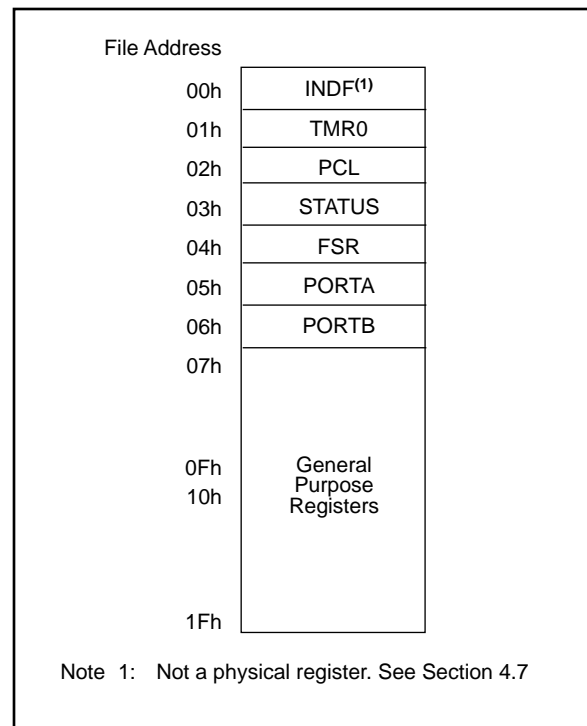 File Address
00h INDF(1)
01h TMR0
02h PCL
03h STATUS
04h FSR
05h PORTA
06h PORTB
07h
0Fh General
Purpose
10h Registers
1Fh
Note 1: Not a physical register. See Section 4.7